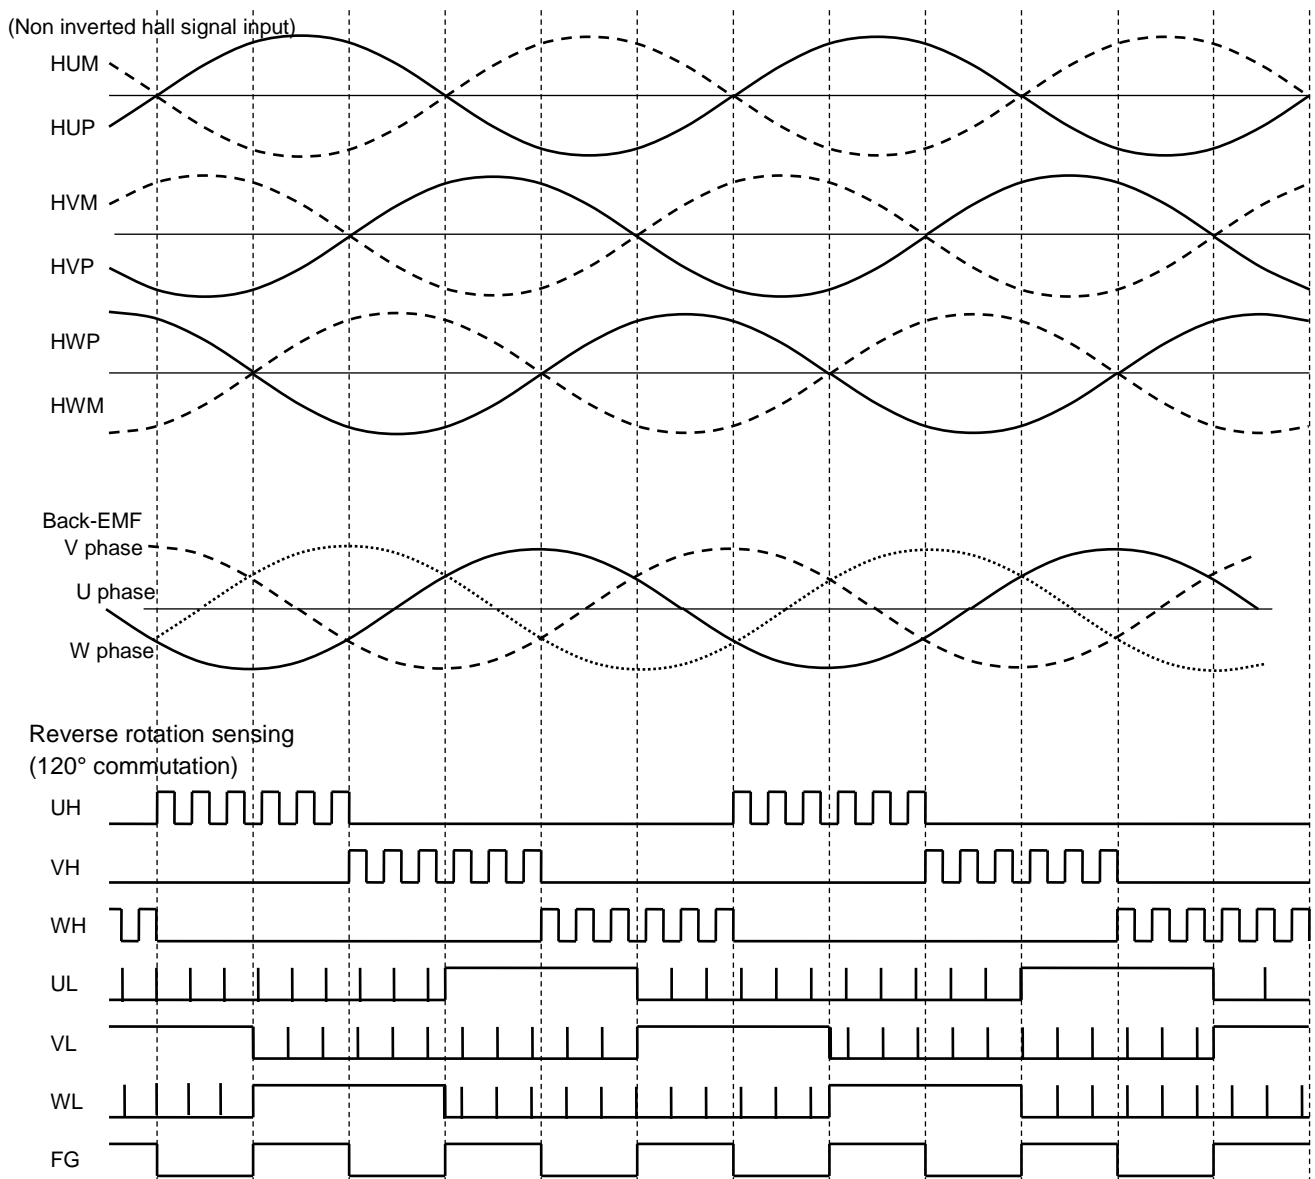 (Non inverted hall signal input)
HUM
HUP
HVM
HVP
HWP
HWM
Back-EMF
V phase
U phase
W phase
Reverse rotation sensing
(120° commutation)
UH
VH
WH
UL
VL
WL
FG